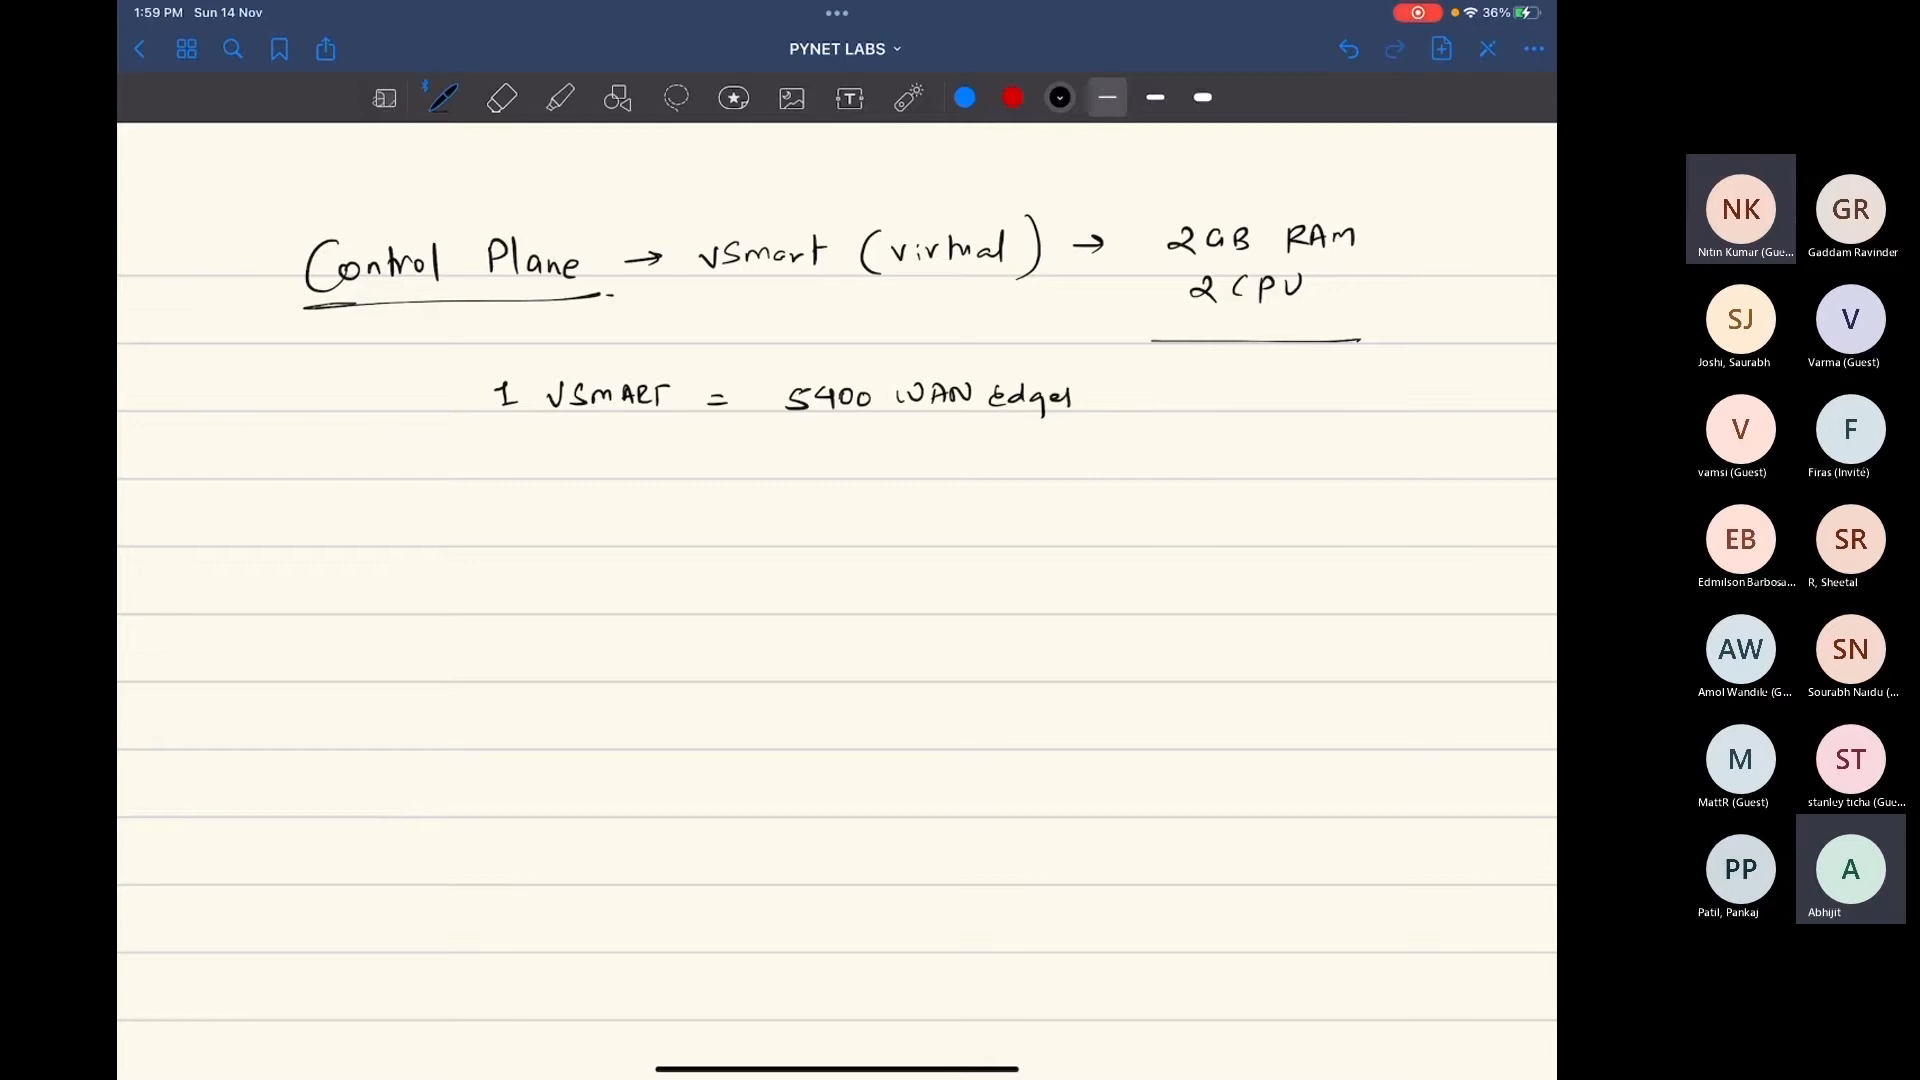 1:59 PM Sun 14 Nov
36%
PYNET LABS
T
Control Plane → vSmart (virtual) → 2GB RAM
2 CPU
1 vSMART = 5400 WAN Edges
NK GR
Nitin Kumar (Gue... Gaddam Ravinder
SJ V
Joshi, Saurabh Varma (Guest)
V F
vamsi (Guest) Firas (Invité)
EB SR
Edmilson Barbosa... R, Sheetal
AW SN
Amol Wandile (G... Sourabh Naidu (...
M ST
MattR (Guest) stanley ticha (Gue...
PP A
Patil, Pankaj Abhijit